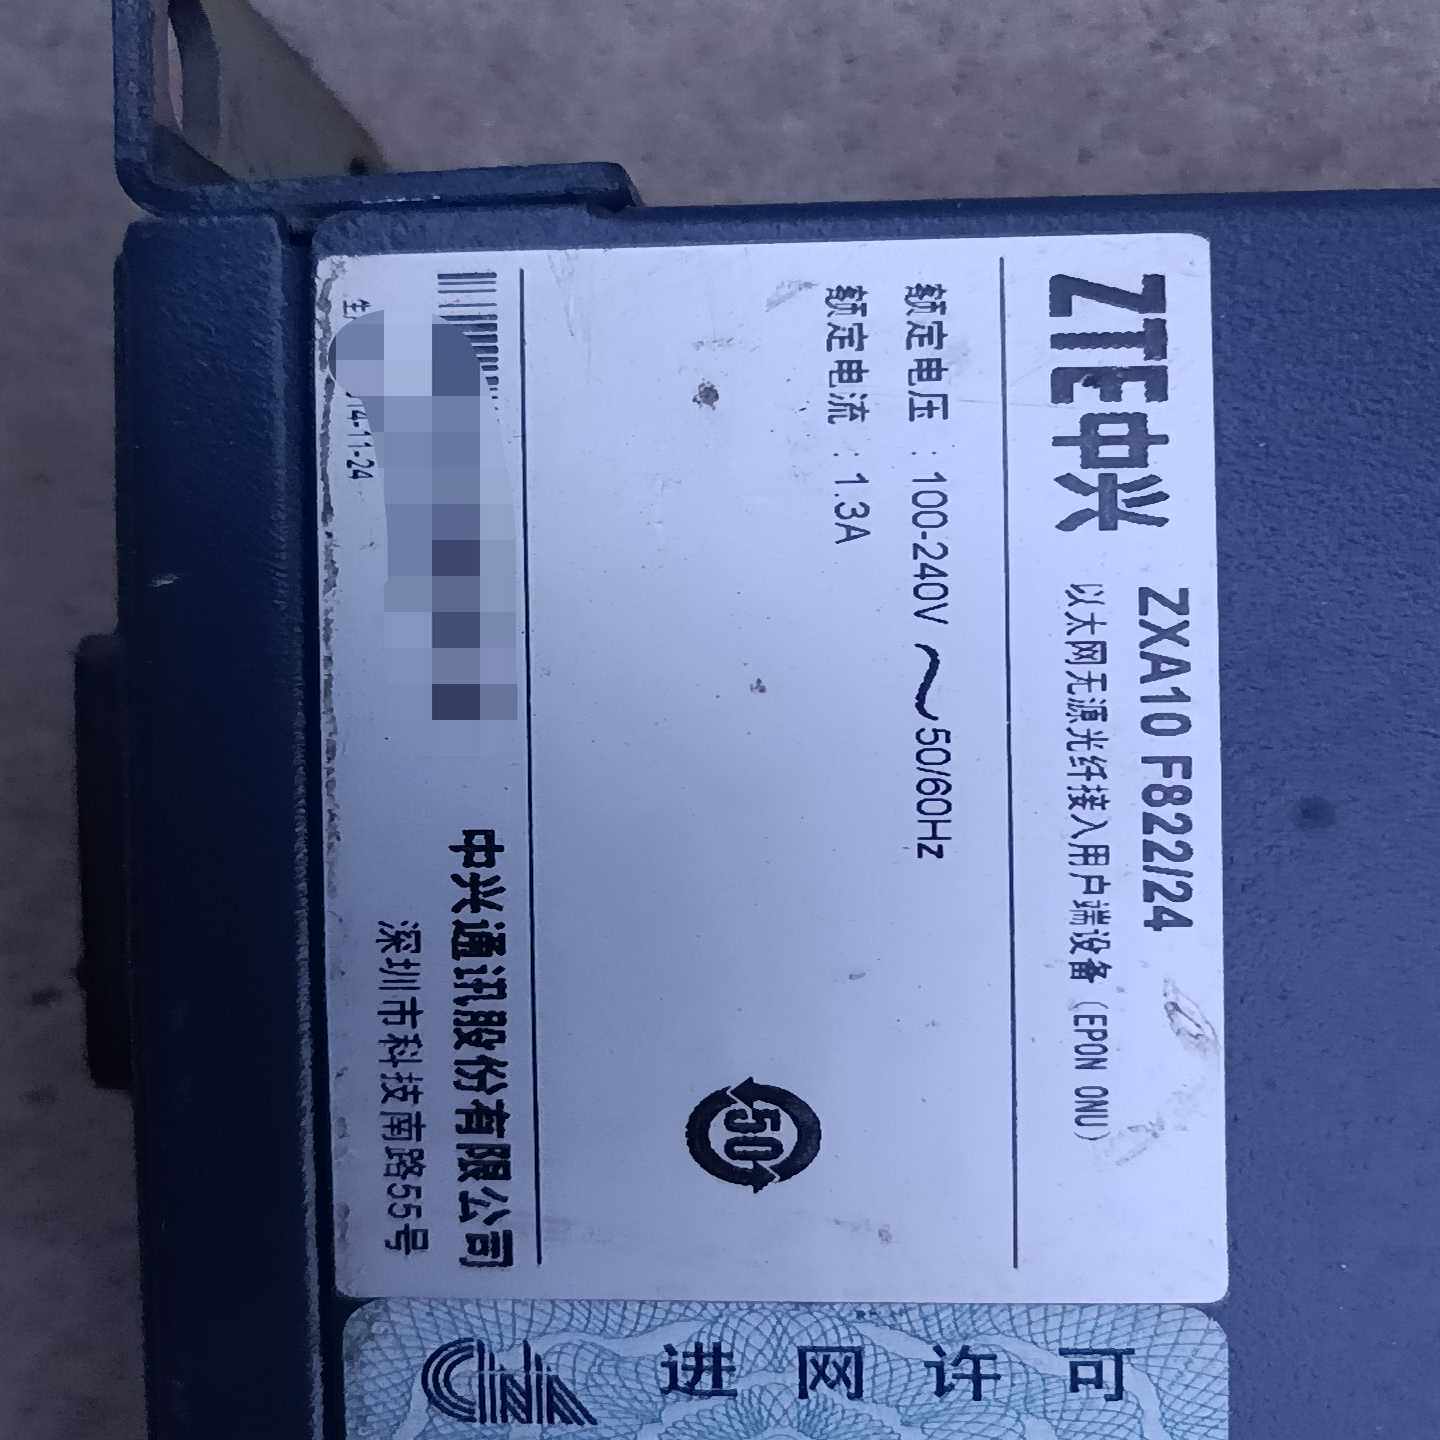 ZTE中兴
ZXA10 F822/24
以太网无源光纤接入用户端设备（EPON ONU）
额定电压：100-240V～50/60Hz
额定电流：1.3A
50
中兴通讯股份有限公司
深圳市科技南路55号
14-11-24
进网许可